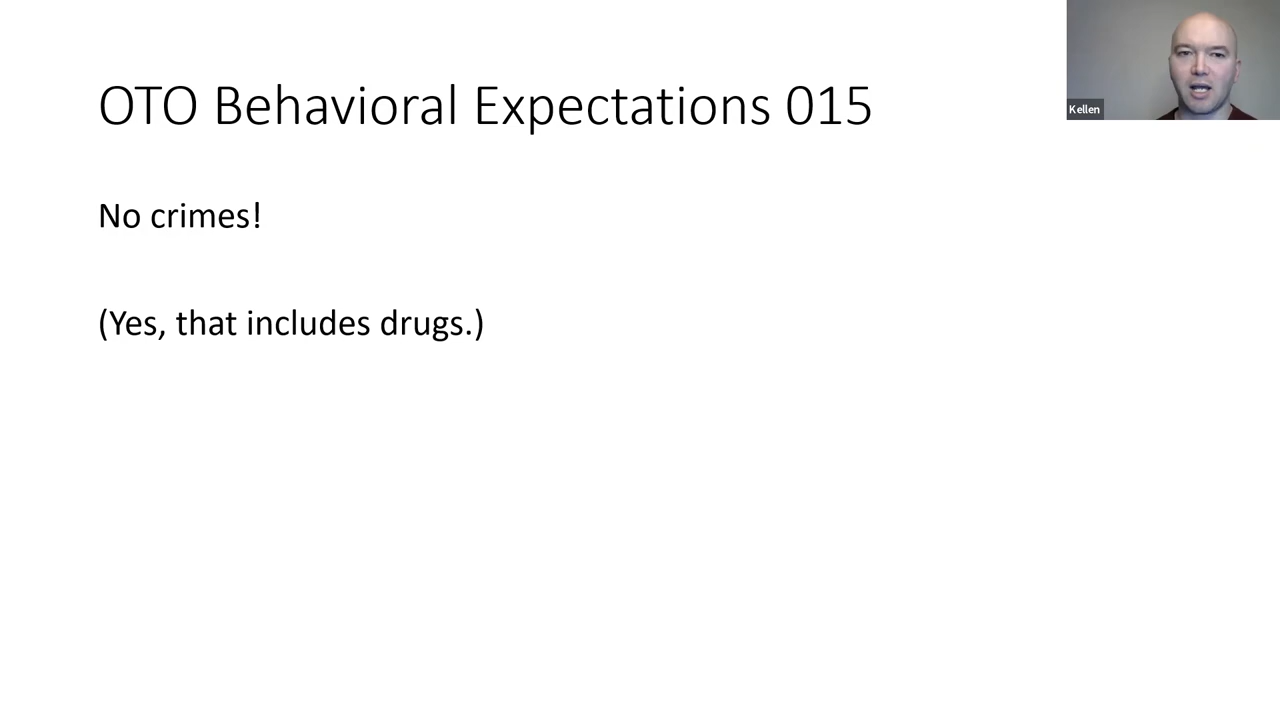 OTO Behavioral Expectations 015
Kellen
No crimes!
(Yes, that includes drugs.)